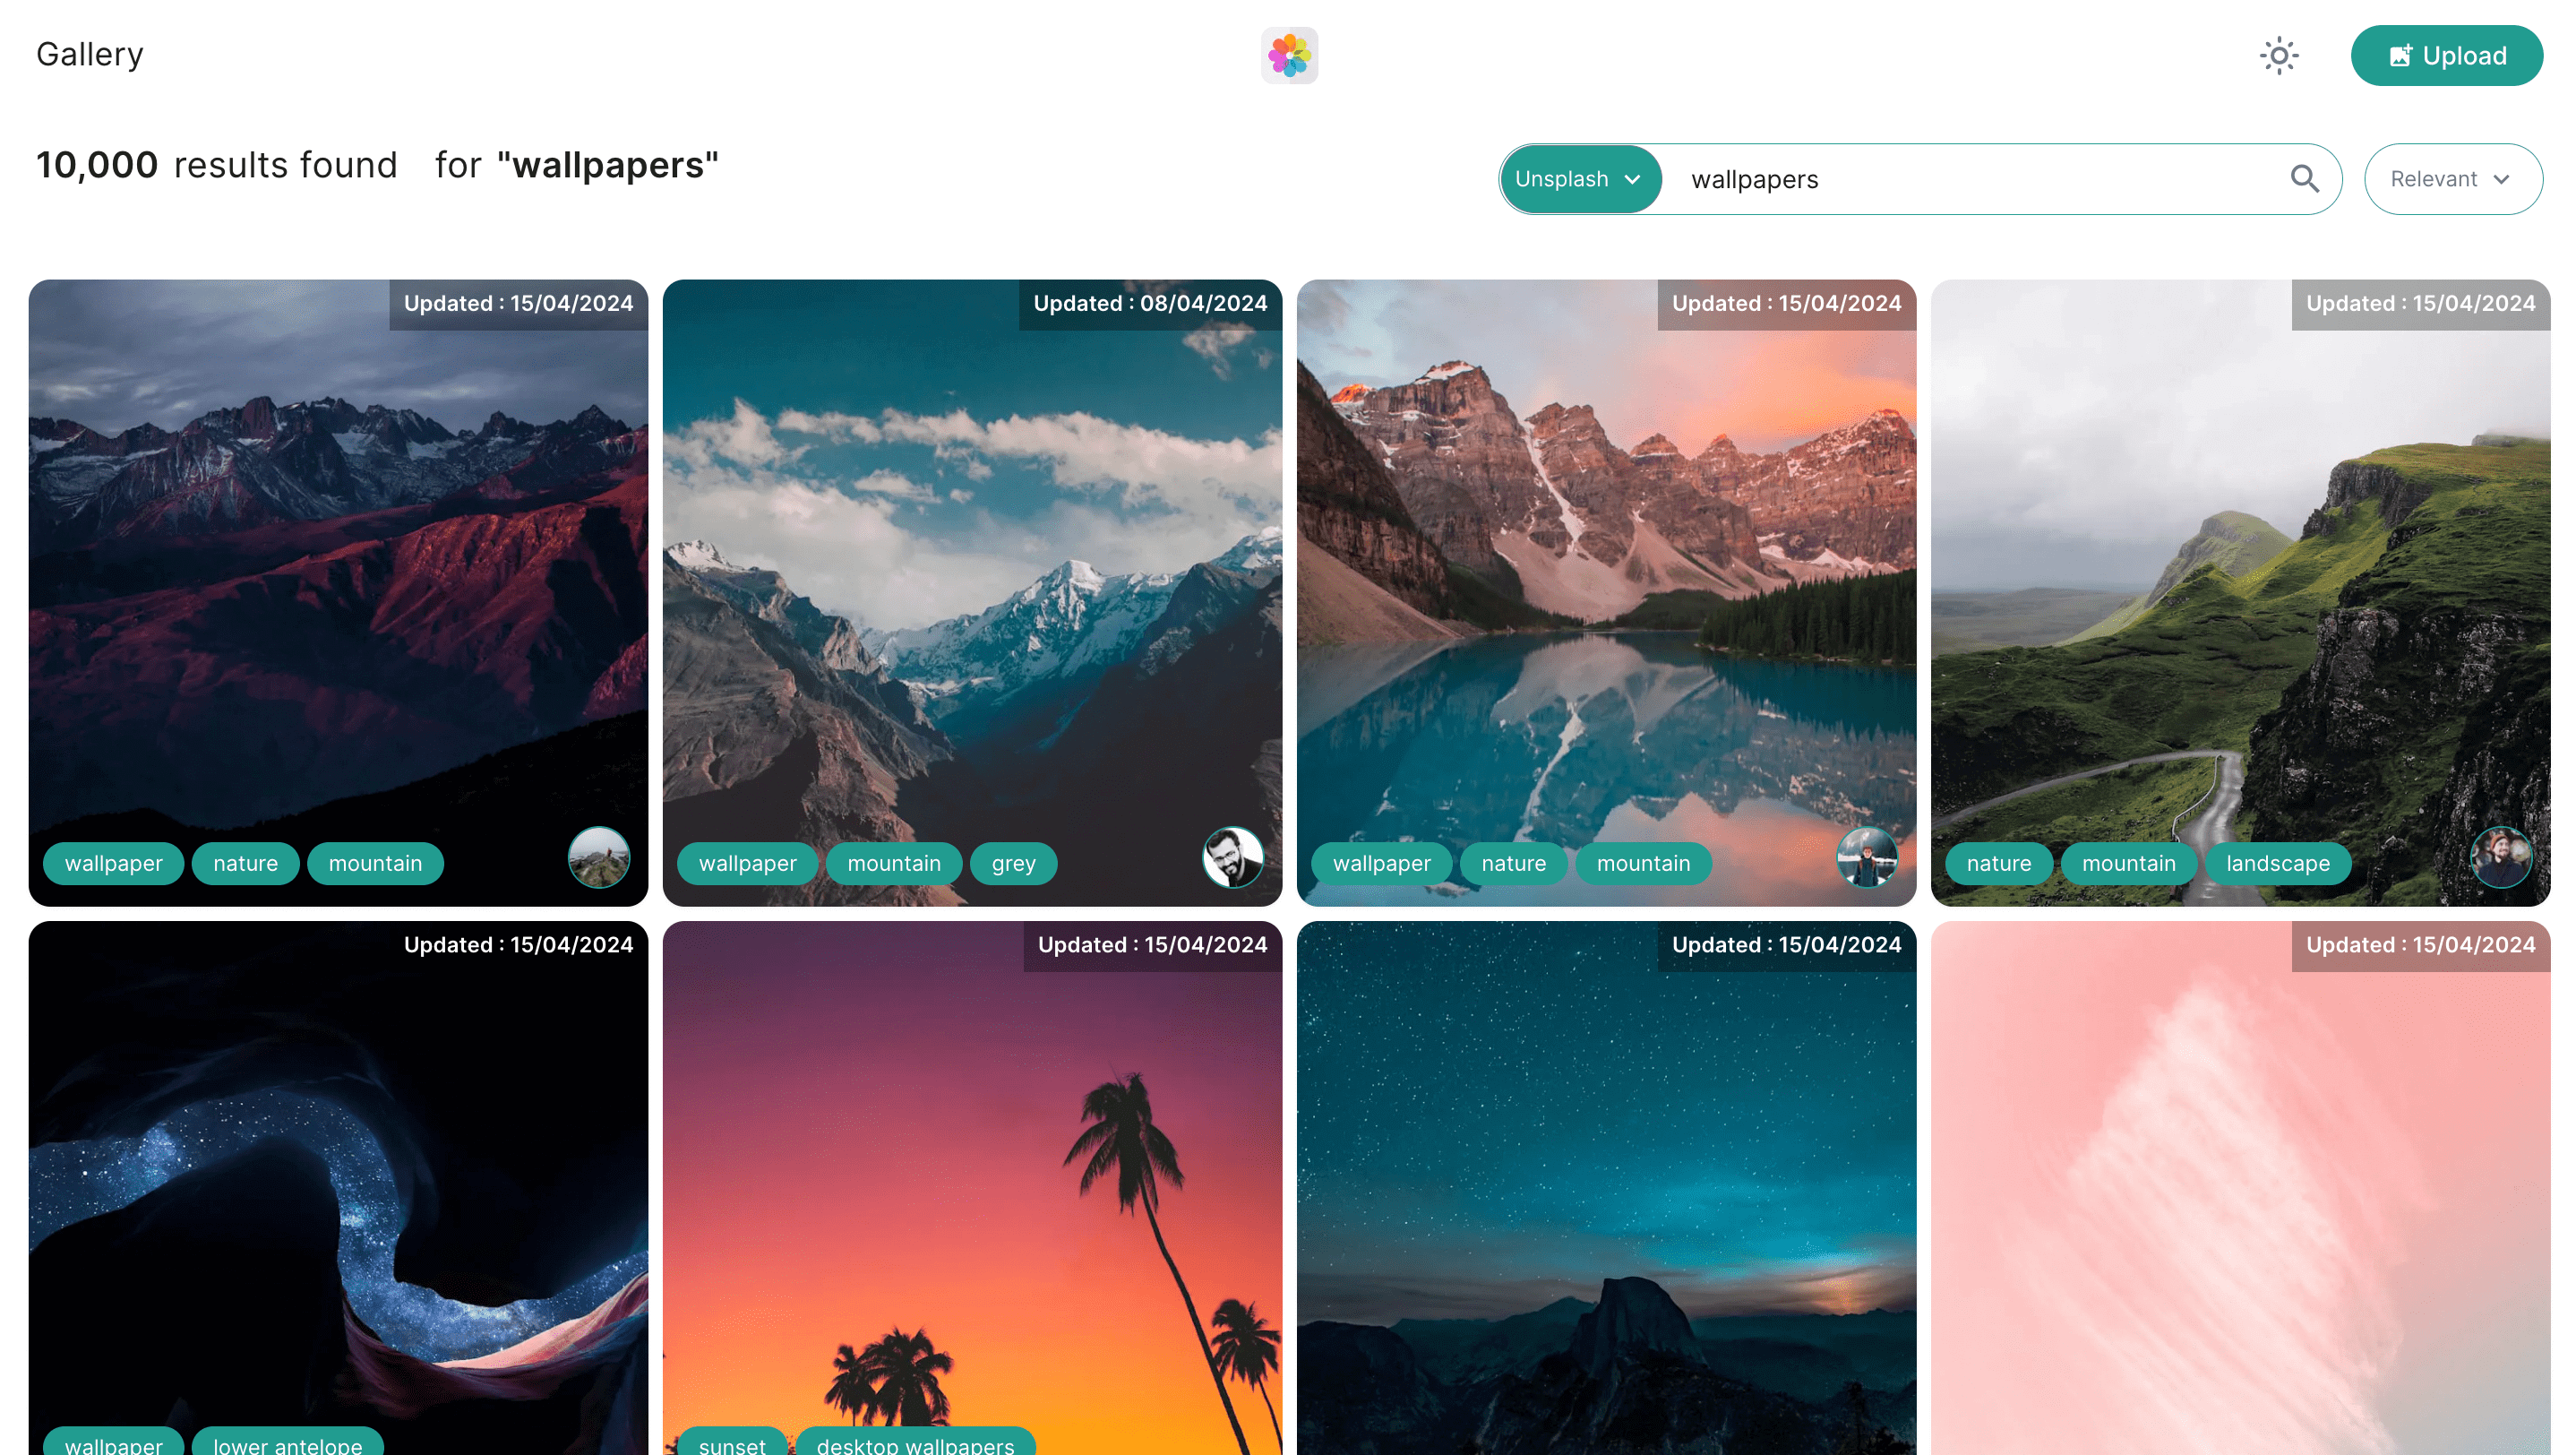 Gallery
Upload
10,000 results found for "wallpapers"
Unsplash wallpapers Relevant
Updated : 15/04/2024
Updated : 08/04/2024
Updated : 15/04/2024
Updated : 15/04/2024
wallpaper nature mountain
wallpaper mountain grey
wallpaper nature mountain
nature mountain landscape
Updated : 15/04/2024
Updated : 15/04/2024
Updated : 15/04/2024
Updated : 15/04/2024
wallpaper lower antelope
sunset desktop wallpapers